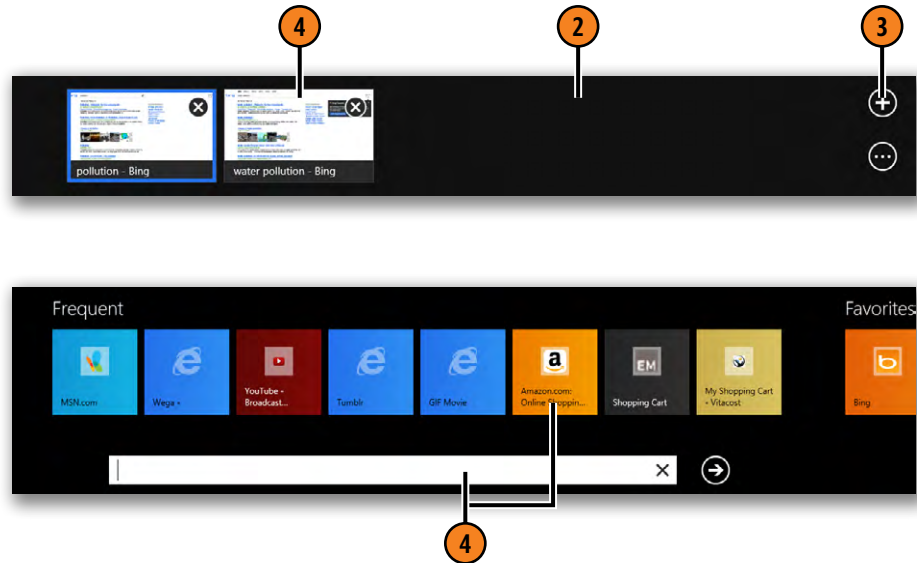 4
2
3
pollution - Bing
water pollution - Bing
Frequent
Favorites
MSN.com
Wega -
YouTube -
Broadcast...
Tumblr
GIF Movie
a
Amazon.com:
Online Shoppin...
EM
Shopping Cart
My Shopping Cart
- Vitacost
b
Bing
4